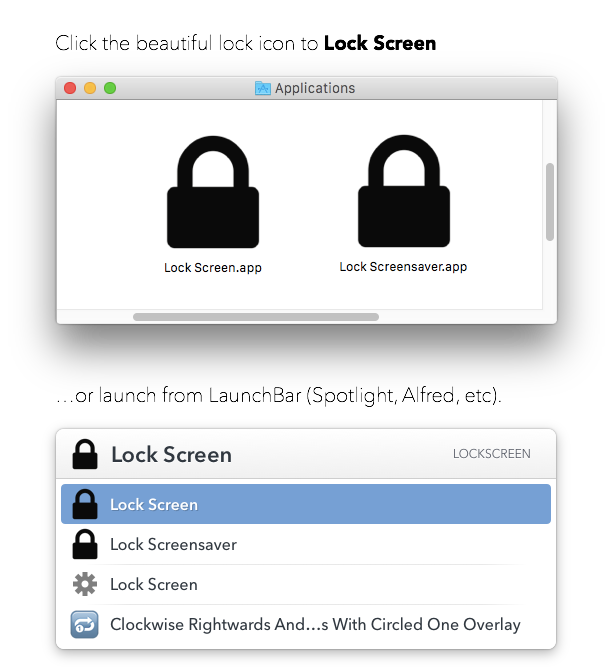 Click the beautiful lock icon to Lock Screen
Applications
Lock Screen.app
Lock Screensaver.app
…or launch from LaunchBar (Spotlight, Alfred, etc).
Lock Screen
LOCKSCREEN
Lock Screen
Lock Screensaver
Lock Screen
Clockwise Rightwards And…s With Circled One Overlay